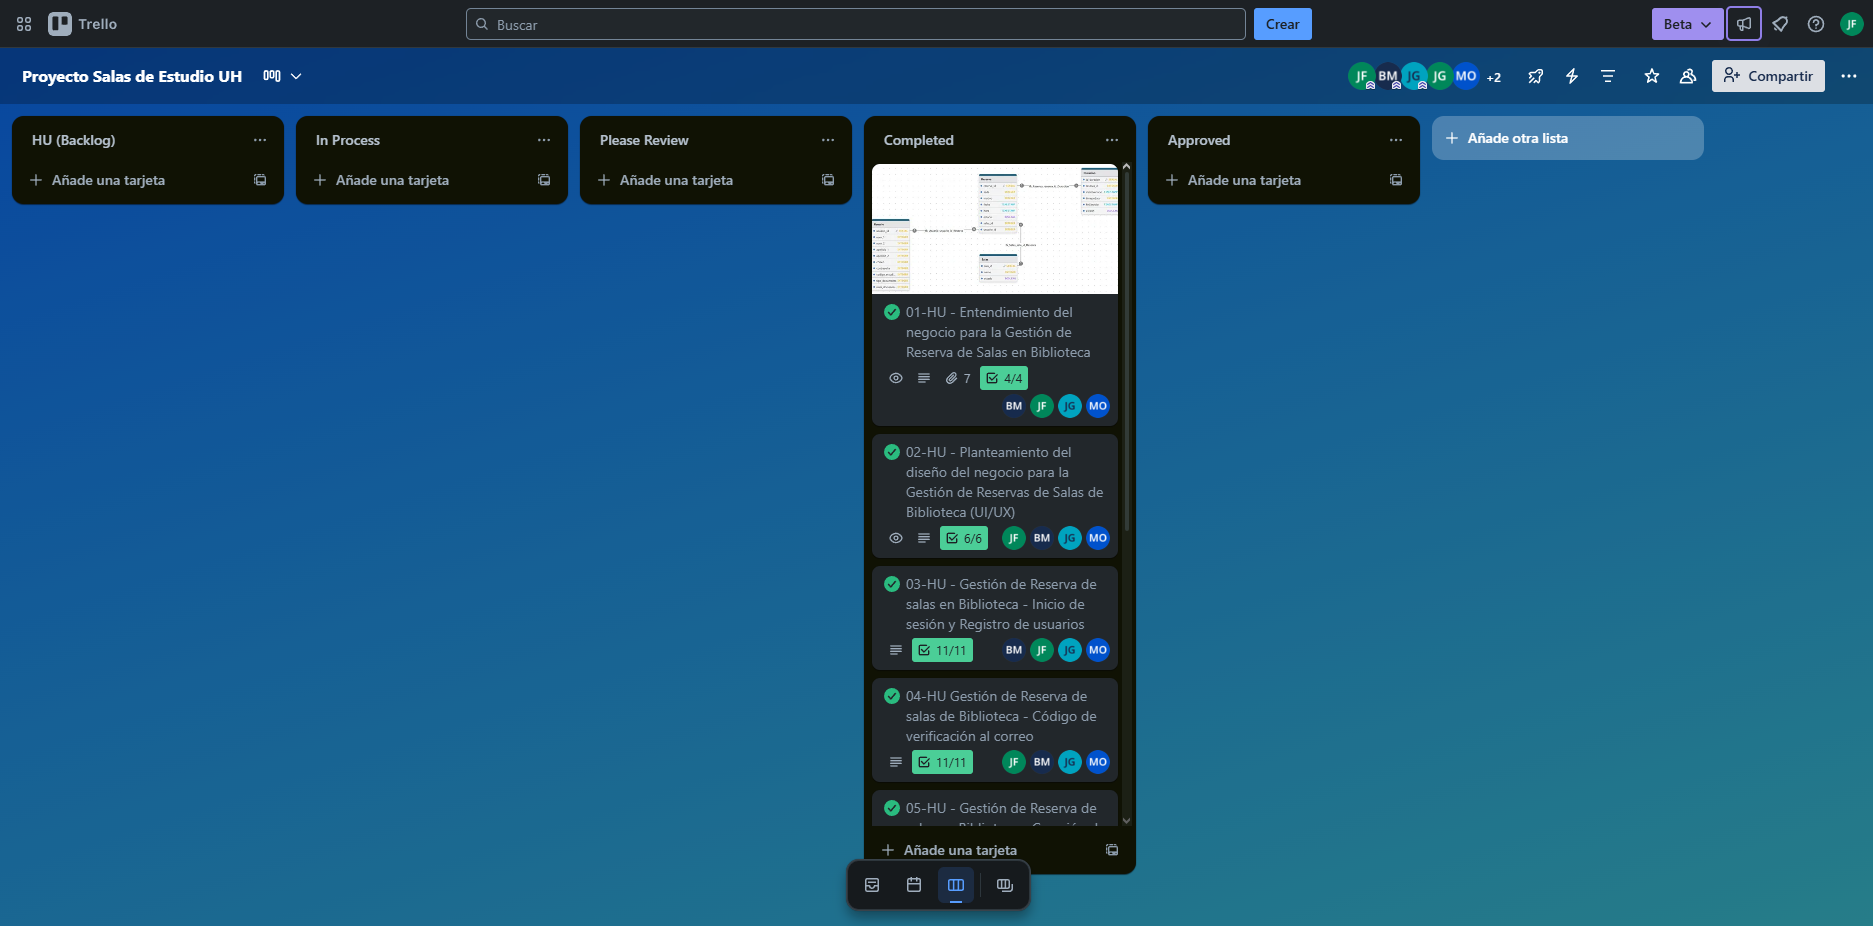 Trello
Buscar
Crear
Beta
JF
Proyecto Salas de Estudio UH
JF BM JG JG MO +2
Compartir
HU (Backlog)
Añade una tarjeta
In Process
Añade una tarjeta
Please Review
Añade una tarjeta
Completed
01-HU - Entendimiento del
negocio para la Gestión de
Reserva de Salas en Biblioteca
7 4/4
BM JF JG MO
02-HU - Planteamiento del
diseño del negocio para la
Gestión de Reservas de Salas de
Biblioteca (UI/UX)
6/6 JF BM JG MO
03-HU - Gestión de Reserva de
salas en Biblioteca - Inicio de
sesión y Registro de usuarios
11/11 BM JF JG MO
04-HU Gestión de Reserva de
salas de Biblioteca - Código de
verificación al correo
11/11 JF BM JG MO
05-HU - Gestión de Reserva de
Añade una tarjeta
Approved
Añade una tarjeta
Añade otra lista